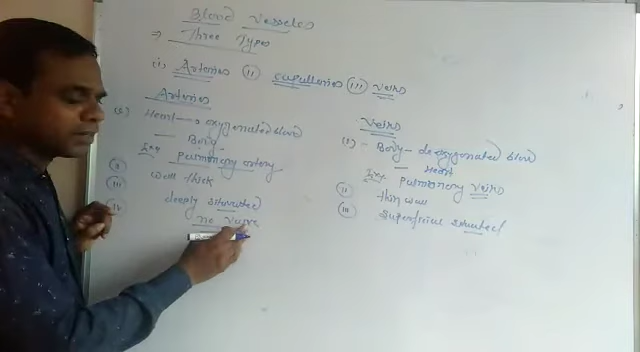 Blood vesseles
⇒ Three Types
(i) Arteries (ii) capillaries (iii) veins
Arteries
(i) Heart → oxygenated blood
— Body
Exp pulmonary artery
(ii) wall thick
(iii) deeply situated
(iv) no valve
Veins
(i) - Body - deoxygenated blood
— Heart
Exp pulmonary veins
(ii) thin wall
(iii) superficial situated